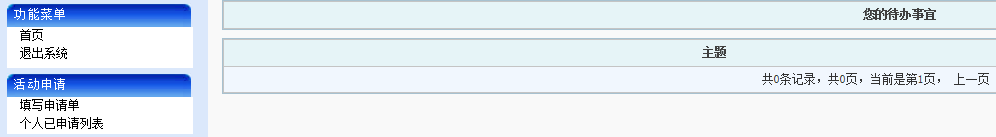 功能菜单
首页
退出系统
活动申请
填写申请单
个人已申请列表
您的待办事宜
主题
共0条记录，共0页，当前是第1页， 上一页